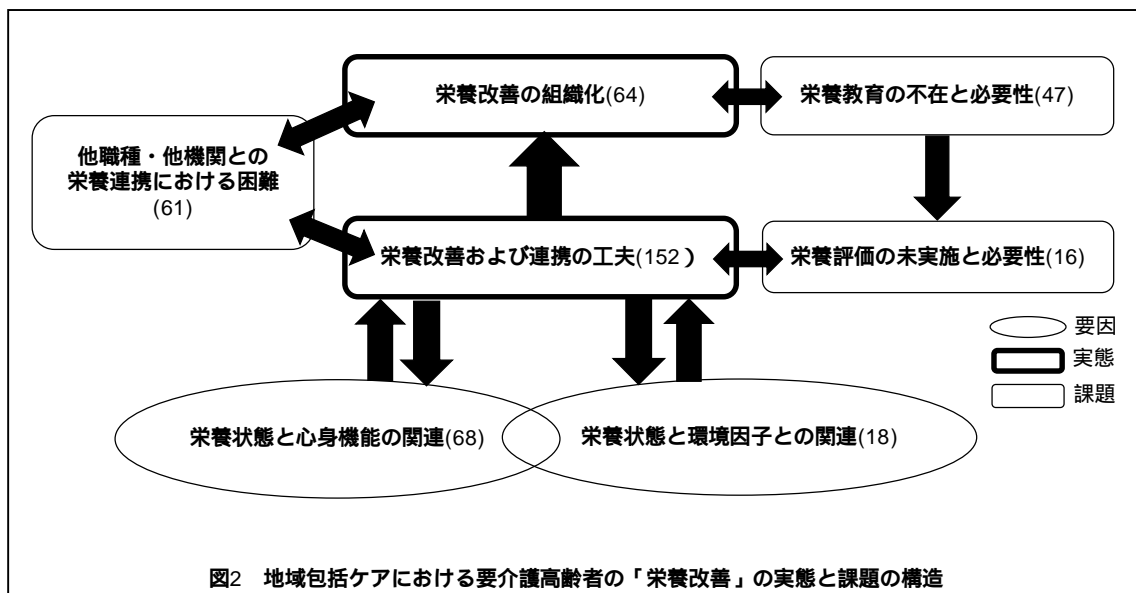 栄養改善の組織化(64)
栄養教育の不在と必要性(47)
他職種・他機関との
栄養連携における困難
(61)
栄養改善および連携の工夫(152）
栄養評価の未実施と必要性(16)
要因
実態
課題
栄養状態と心身機能の関連(68)
栄養状態と環境因子との関連(18)
図2　地域包括ケアにおける要介護高齢者の「栄養改善」の実態と課題の構造